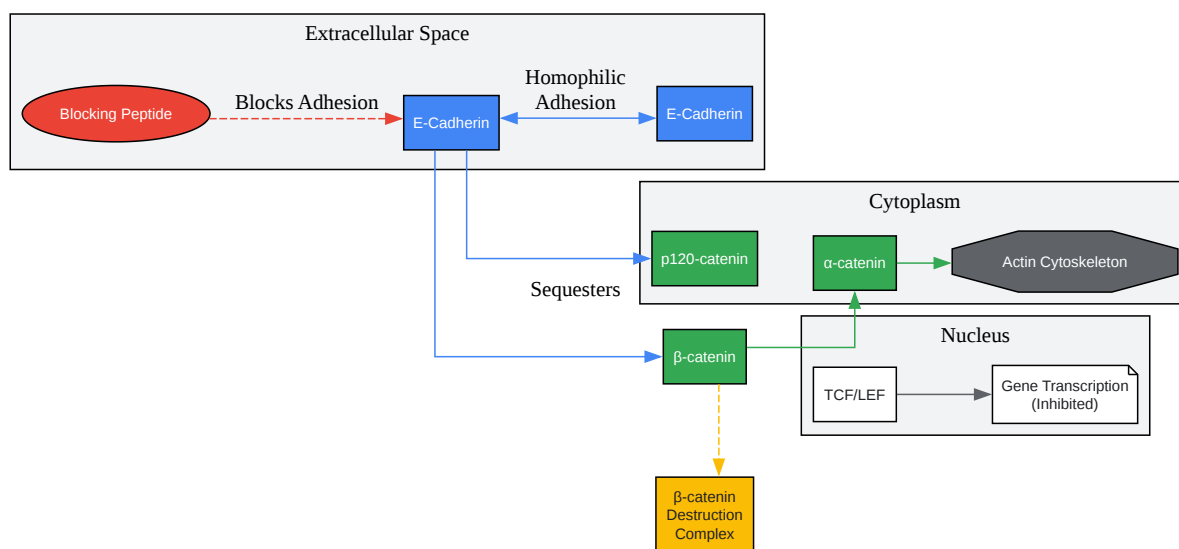 Extracellular Space
Blocking Peptide
Blocks Adhesion
E-Cadherin
Homophilic
Adhesion
E-Cadherin
Cytoplasm
p120-catenin
α-catenin
Actin Cytoskeleton
Sequesters
β-catenin
Nucleus
TCF/LEF
Gene Transcription
(Inhibited)
β-catenin
Destruction
Complex